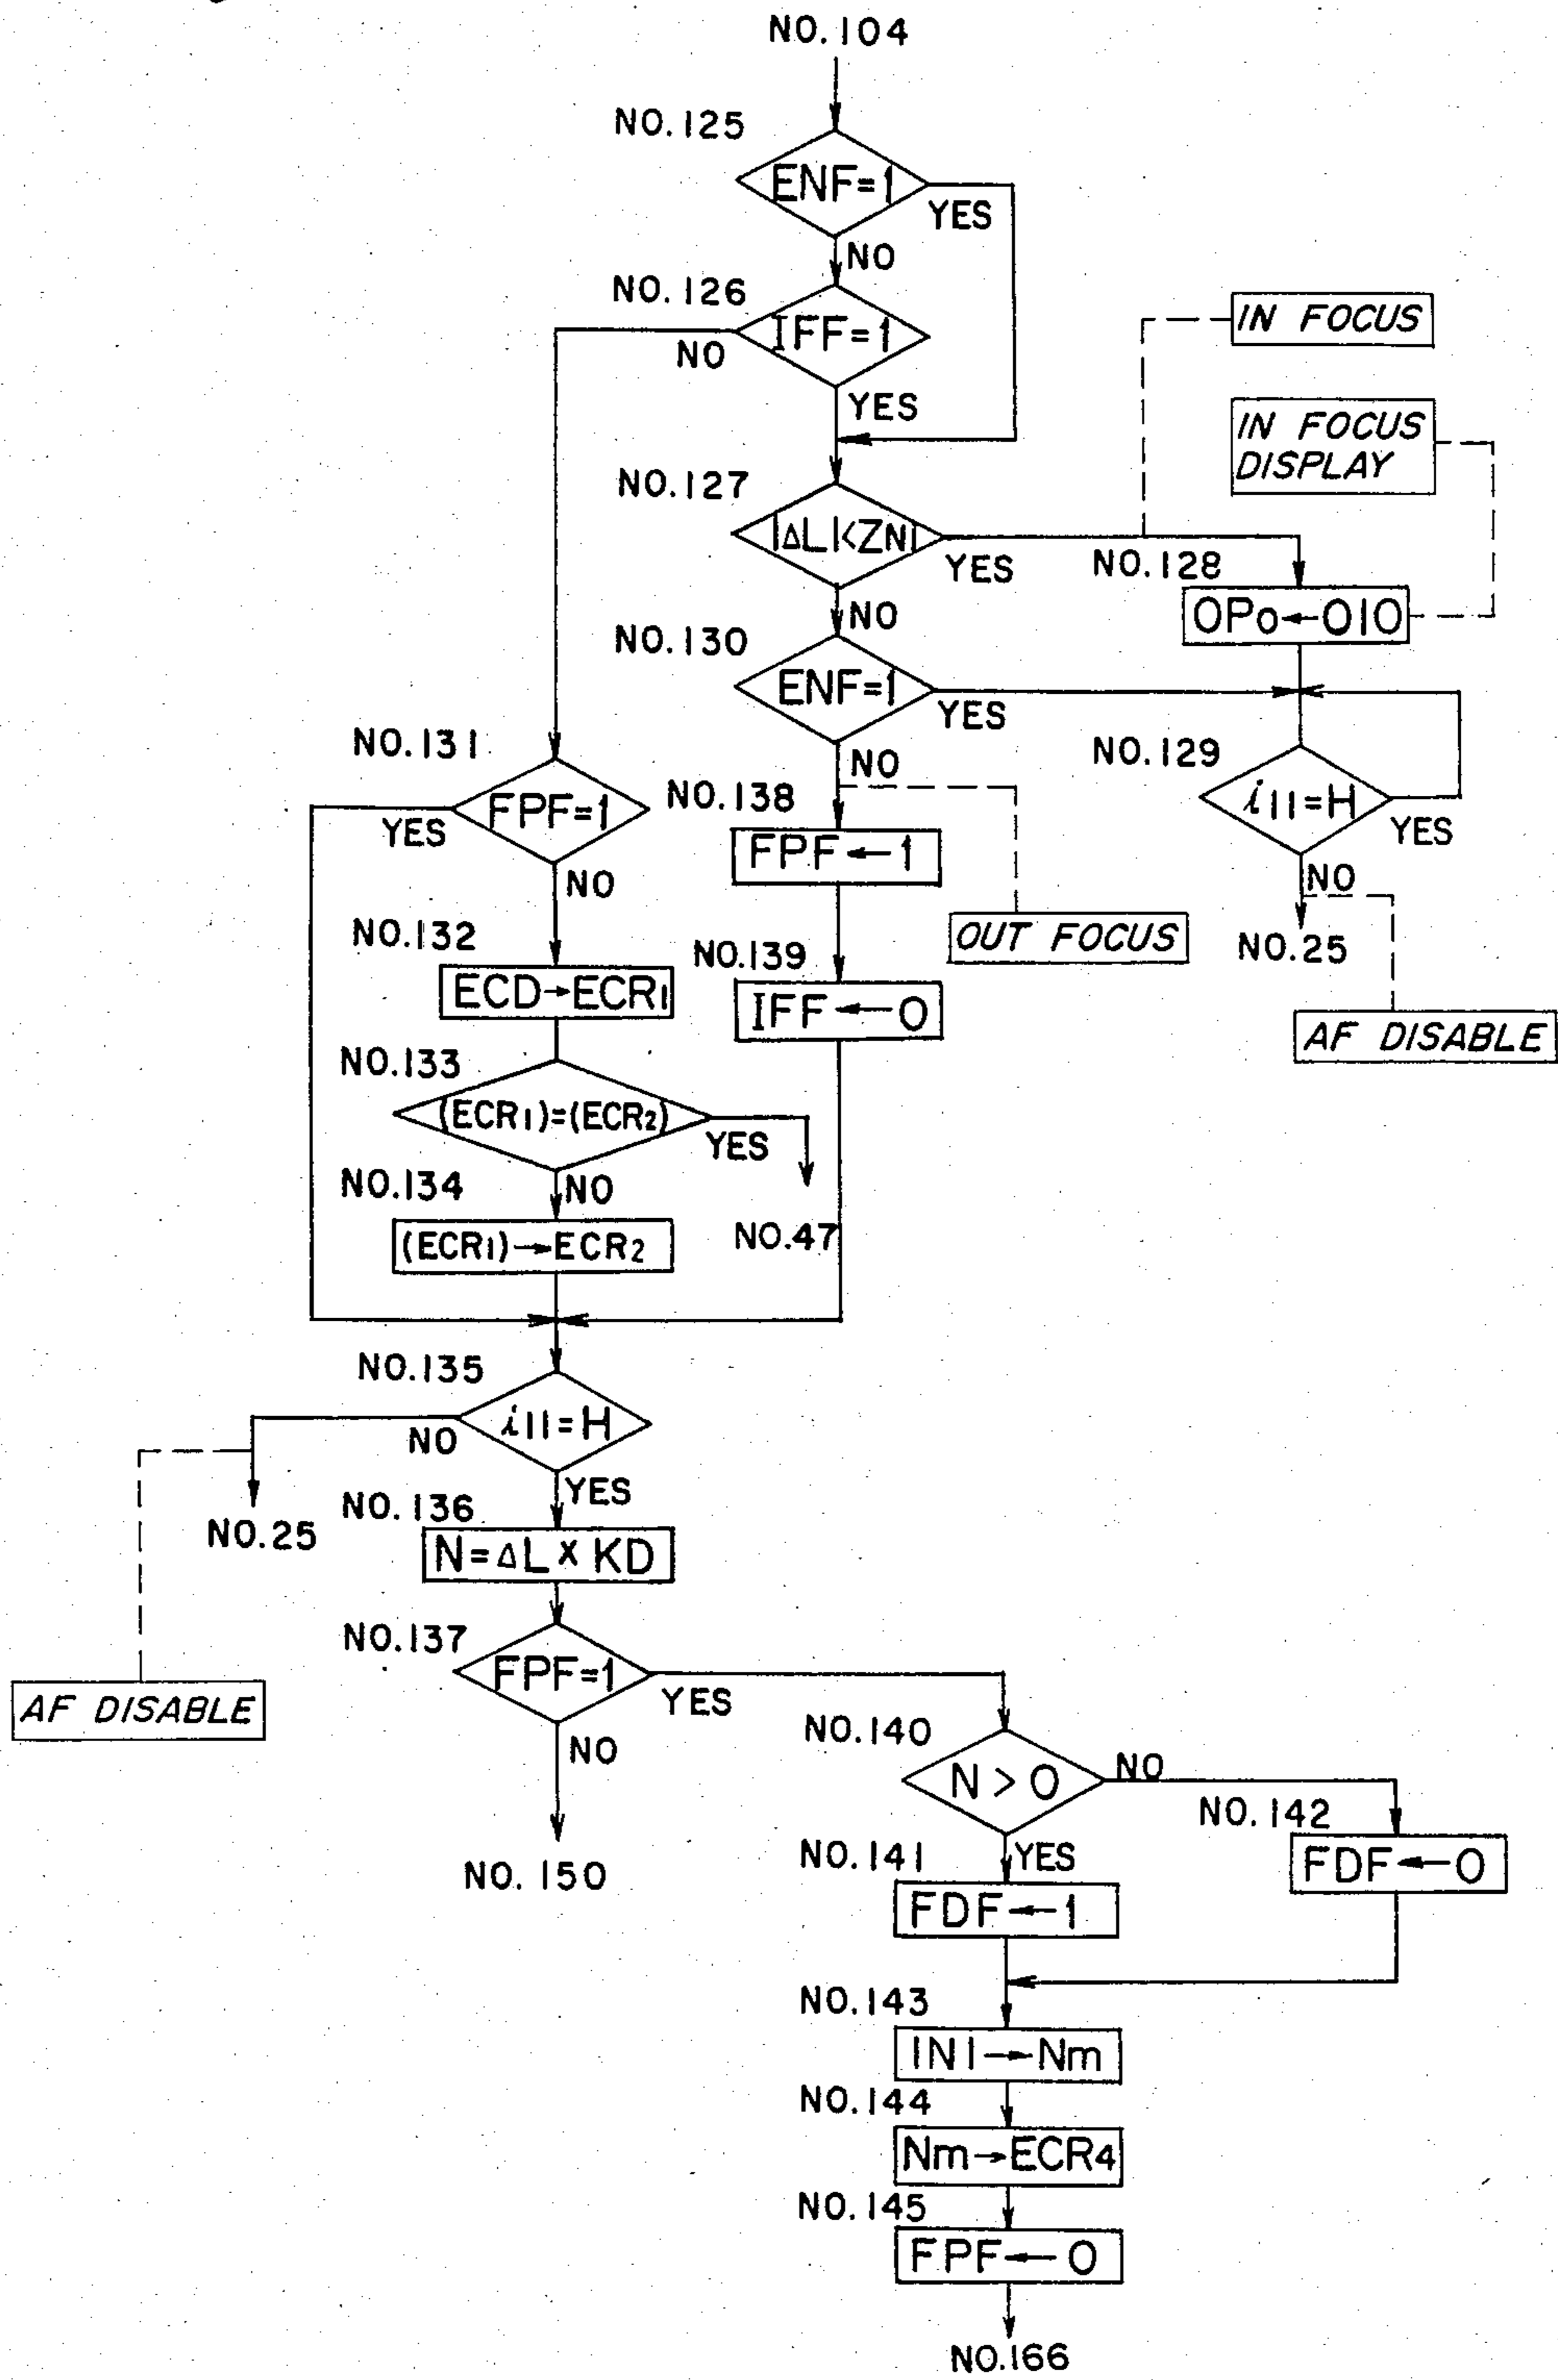 NO.104
NO.125
ENF=1
YES
NO
NO.126
IFF=1
NO
YES
IN FOCUS
IN FOCUS
DISPLAY
NO.127
|ΔL|<ZN|
YES
NO.128
OPo←010
NO
NO.130
ENF=1
YES
NO.129
i11=H
YES
NO
NO.25
AF DISABLE
NO
OUT FOCUS
NO.131
FPF=1
YES
NO
NO.138
FPF←1
NO.132
ECD→ECR1
NO.139
IFF←0
NO.133
(ECR1)=(ECR2)
YES
NO.47
NO
NO.134
(ECR1)→ECR2
NO.135
i11=H
NO
NO.25
AF DISABLE
YES
NO.136
N=ΔL×KD
NO.137
FPF=1
YES
NO
NO.150
NO.140
N>0
NO
NO.142
FDF←0
YES
NO.141
FDF←1
NO.143
|N|→Nm
NO.144
Nm→ECR4
NO.145
FPF←0
NO.166